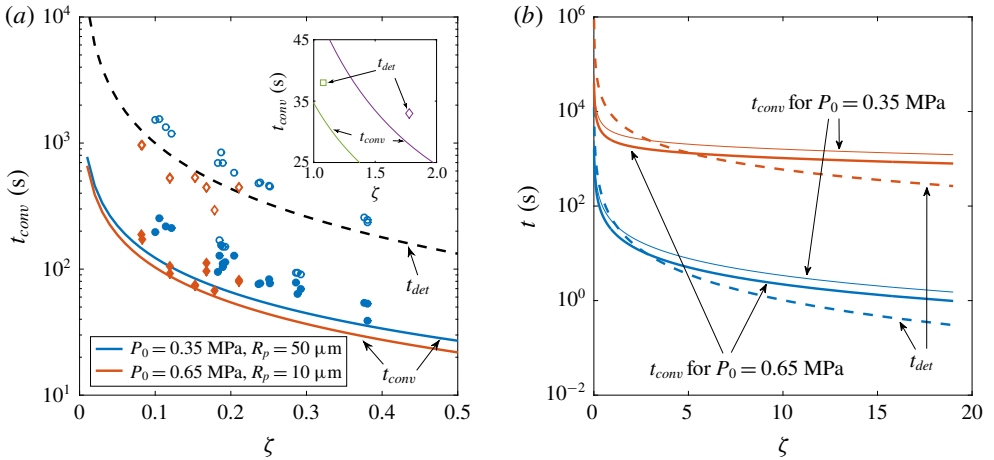 (a)
10^4
10^3
10^2
10^1
t_conv (s)
0
0.1
0.2
0.3
0.4
0.5
ζ
45
35
25
t_conv (s)
1.0
1.5
2.0
ζ
t_det
t_conv
t_det
t_conv
P_0 = 0.35 MPa, R_p = 50 μm
P_0 = 0.65 MPa, R_p = 10 μm
(b)
10^6
10^4
10^2
10^0
10^−2
t (s)
0
5
10
15
20
ζ
t_conv for P_0 = 0.35 MPa
t_conv for P_0 = 0.65 MPa
t_det